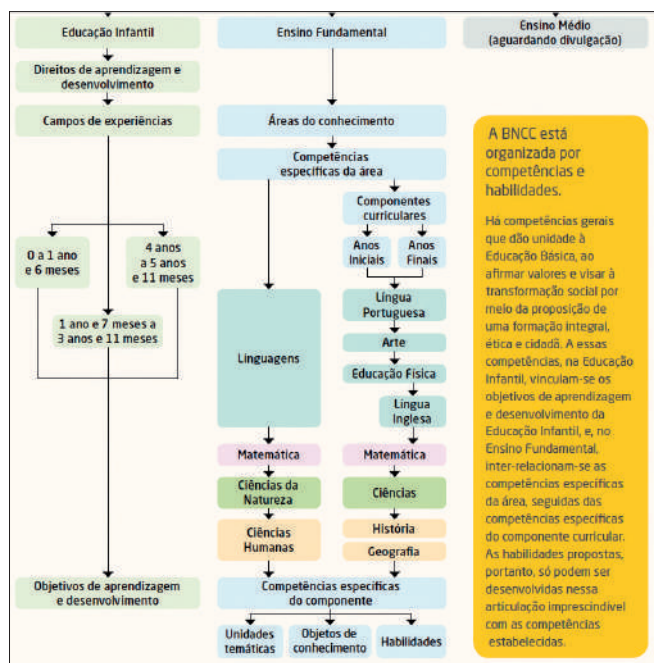 Educação Infantil
Direitos de aprendizagem e
desenvolvimento
Campos de experiências
0 a 1 ano
e 6 meses
4 anos
a 5 anos
e 11 meses
1 ano e 7 meses a
3 anos e 11 meses
Objetivos de aprendizagem
e desenvolvimento
Ensino Fundamental
Áreas do conhecimento
Competências
específicas da área
Componentes
curriculares
Anos
Iniciais
Anos
Finais
Linguagens
Língua
Portuguesa
Arte
Educação Física
Língua
Inglesa
Matemática
Matemática
Ciências da
Natureza
Ciências
Ciências
Humanas
História
Geografia
Competências específicas
do componente
Unidades
temáticas
Objetos de
conhecimento
Habilidades
Ensino Médio
(aguardando divulgação)
A BNCC está
organizada por
competências e
habilidades.
Há competências gerais
que dão unidade à
Educação Básica, ao
afirmar valores e visar à
transformação social por
meio da proposição de
uma formação integral,
ética e cidadã. A essas
competências, na Educação
Infantil, vinculam-se os
objetivos de aprendizagem
e desenvolvimento da
Educação Infantil, e, no
Ensino Fundamental,
inter-relacionam-se as
competências específicas
da área, seguidas das
competências específicas
do componente curricular.
As habilidades propostas,
portanto, só podem ser
desenvolvidas nessa
articulação imprescindível
com as competências
estabelecidas.